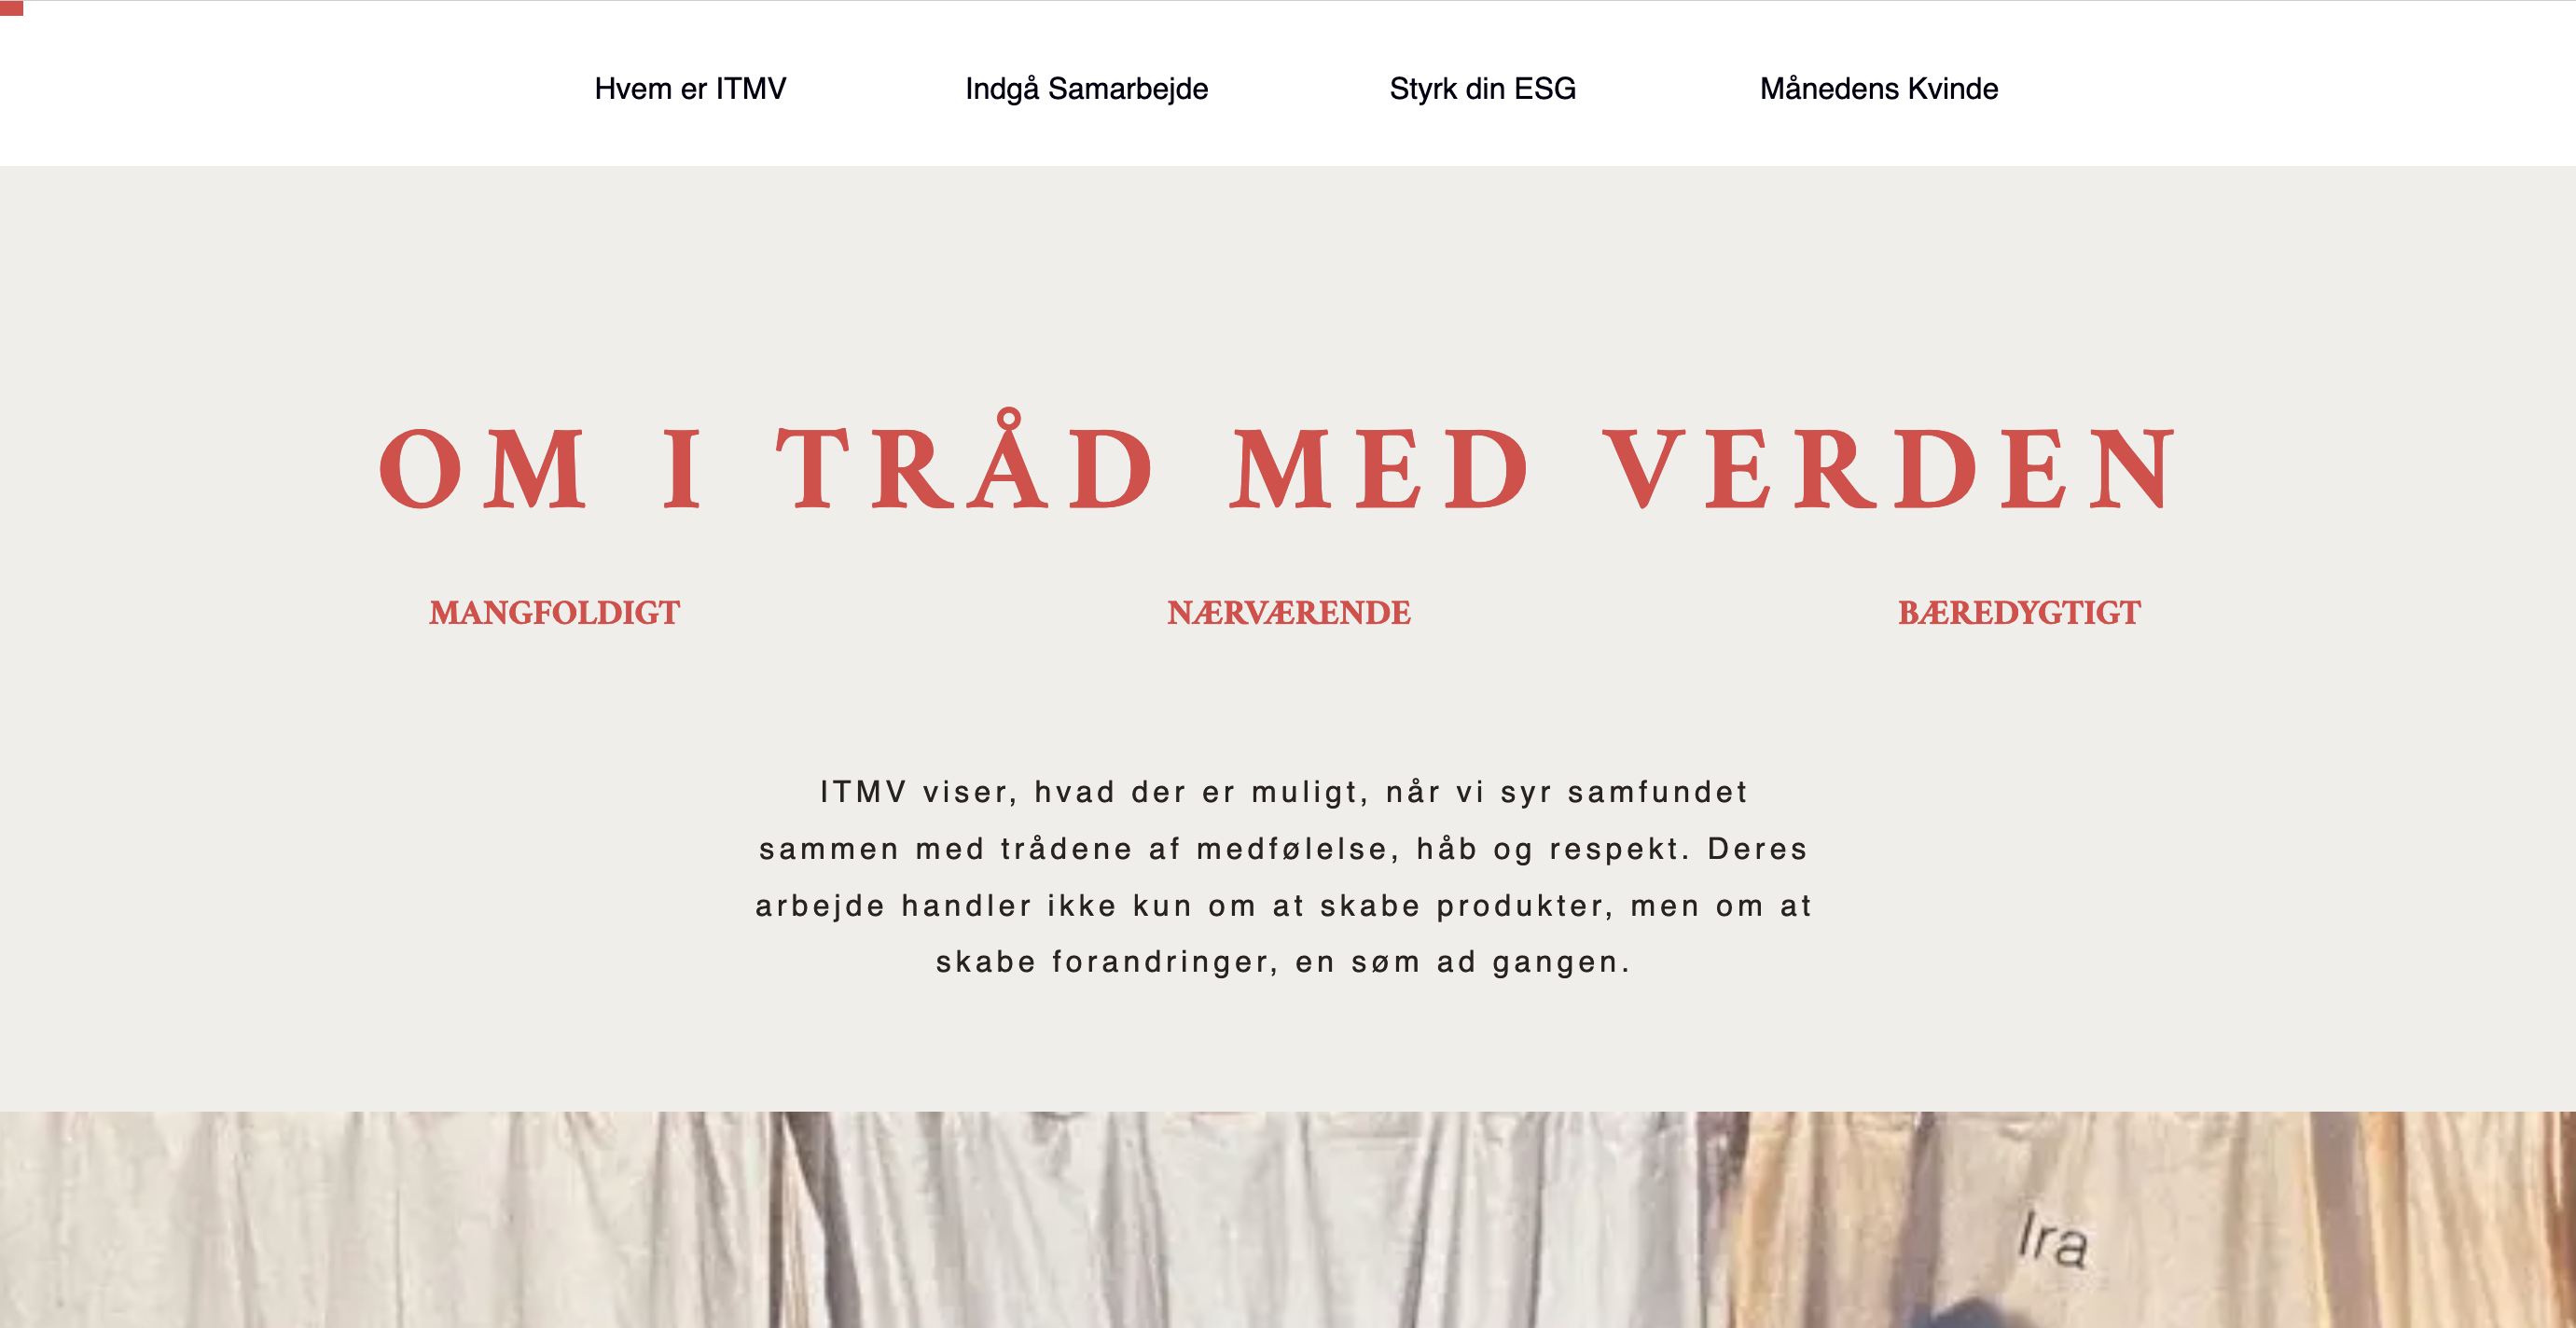 Hvem er ITMV Indgå Samarbejde Styrk din ESG Månedens Kvinde
OM I TRÅD MED VERDEN
MANGFOLDIGT NÆRVÆRENDE BÆREDYGTIGT
ITMV viser, hvad der er muligt, når vi syr samfundet
sammen med trådene af medfølelse, håb og respekt. Deres
arbejde handler ikke kun om at skabe produkter, men om at
skabe forandringer, en søm ad gangen.
Ira